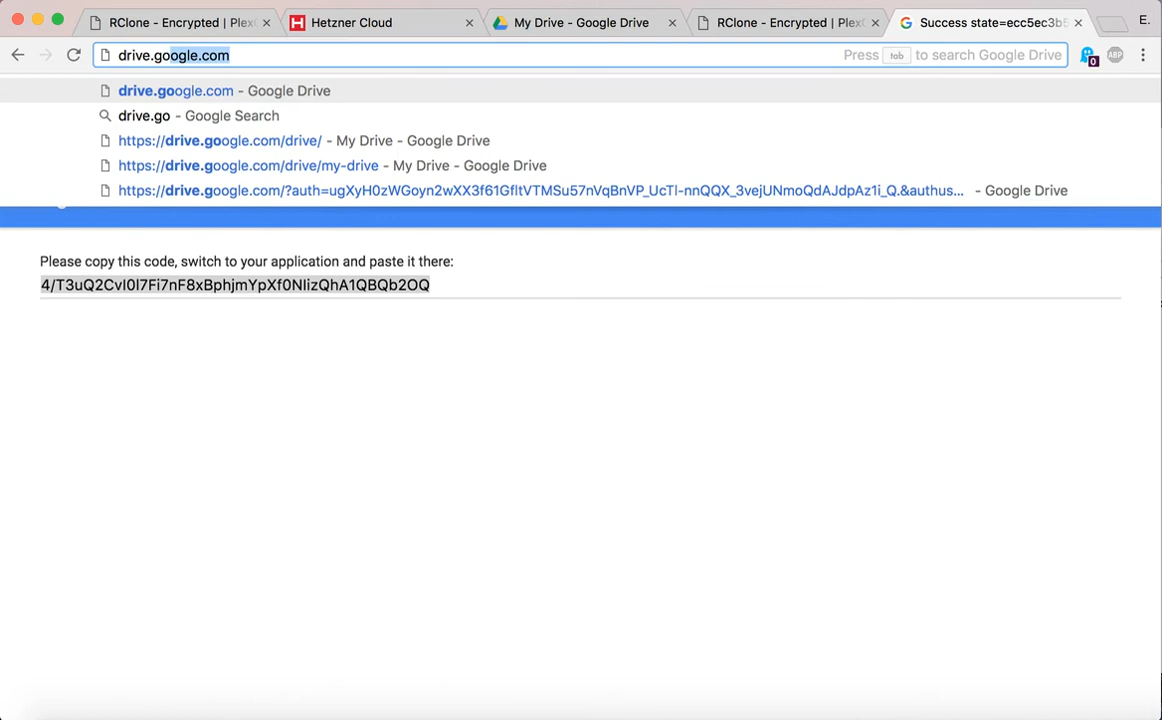 RClone - Encrypted | Plex
Hetzner Cloud
My Drive - Google Drive
RClone - Encrypted | Plex
Success state=ecc5ec3b5
E.
drive.google.com
Press tab to search Google Drive
0
ABP
drive.google.com - Google Drive
drive.go - Google Search
https://drive.google.com/drive/ - My Drive - Google Drive
https://drive.google.com/drive/my-drive - My Drive - Google Drive
https://drive.google.com/?auth=ugXyH0zWGoyn2wXX3f61GfltVTMSu57nVqBnVP_UcTl-nnQQX_3vejUNmoQdAJdpAz1i_Q.&authus... - Google Drive
Please copy this code, switch to your application and paste it there:
4/T3uQ2CvI0I7Fi7nF8xBphjmYpXf0NIizQhA1QBQb2OQ